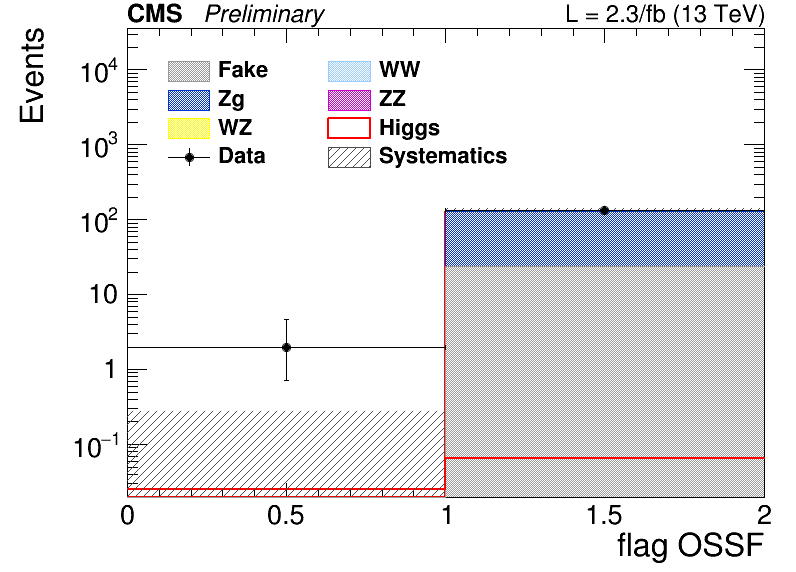 CMS Preliminary L = 2.3/fb (13 TeV)
Events
Fake WW
Zg ZZ
WZ Higgs
Data Systematics
10⁴
10³
10²
10
1
10⁻¹
0 0.5 1 1.5 2
flag OSSF